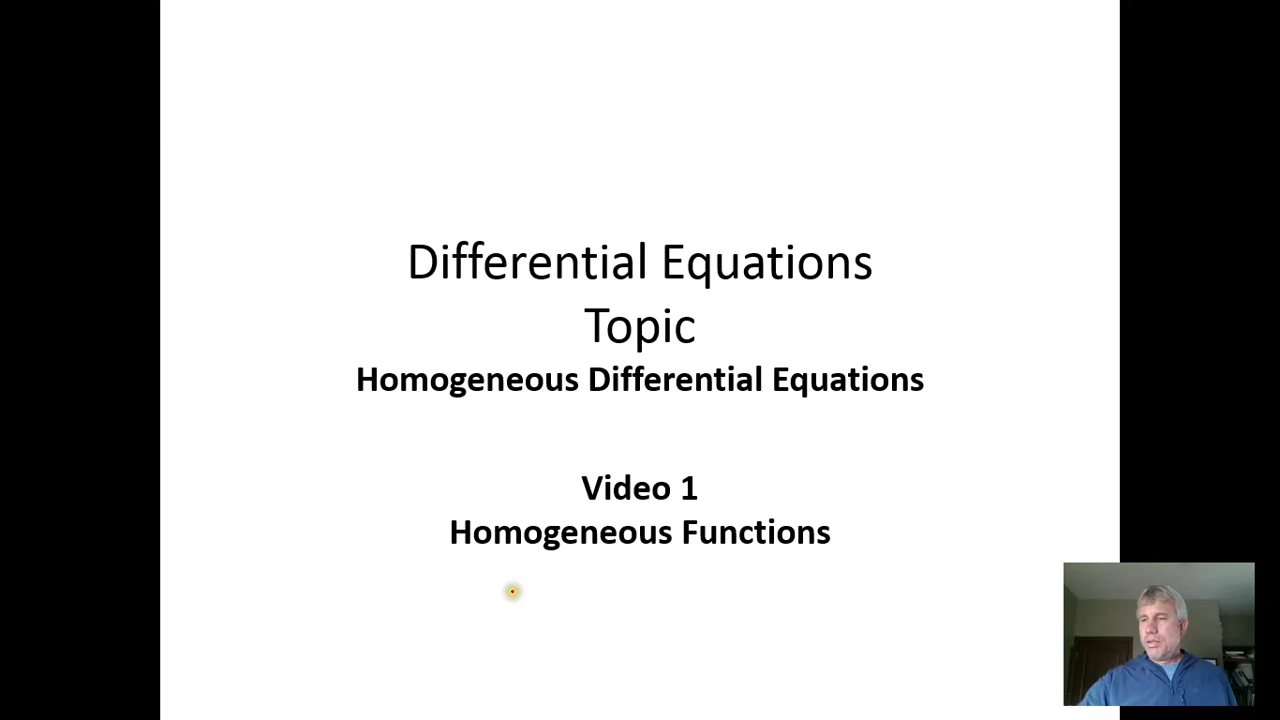 Differential Equations
Topic
Homogeneous Differential Equations
Video 1
Homogeneous Functions